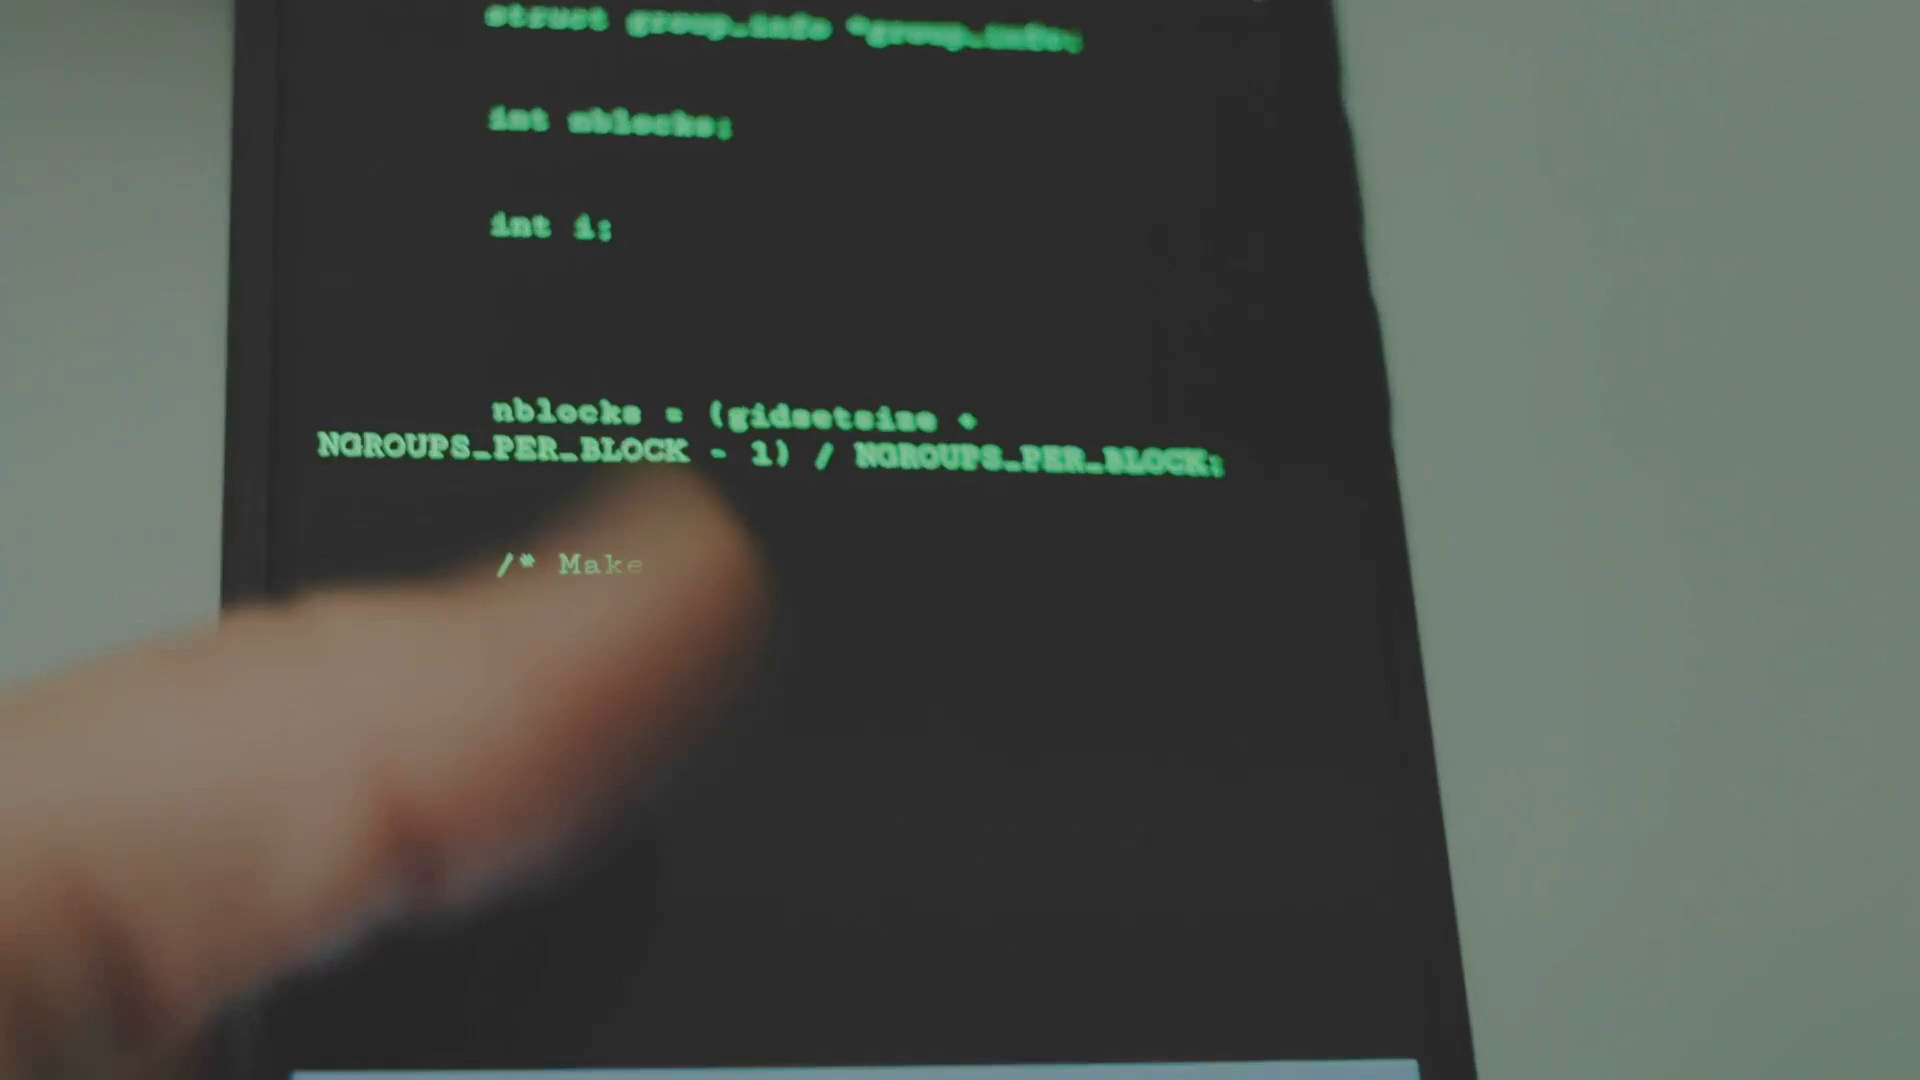 struct group_info *group_info;
int nblocks;
int i;
nblocks = (gidsetsize +
NGROUPS_PER_BLOCK - 1) / NGROUPS_PER_BLOCK;
/* Make